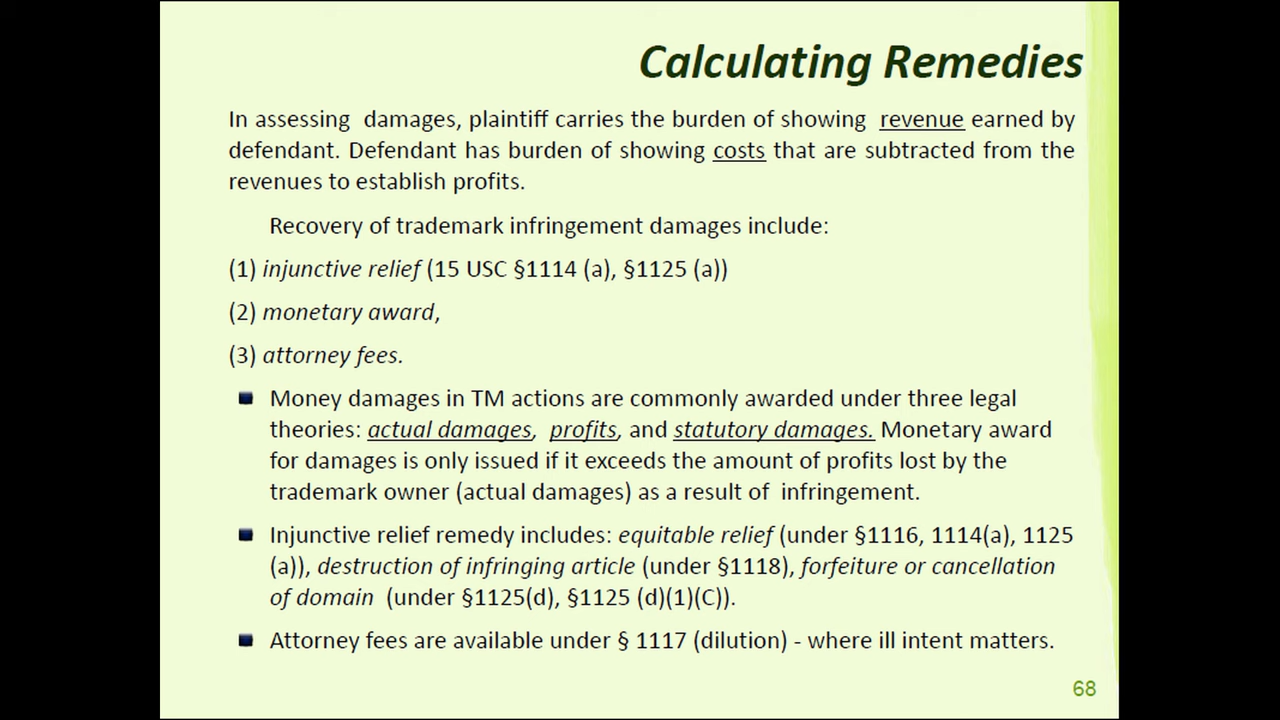 Calculating Remedies
In assessing damages, plaintiff carries the burden of showing revenue earned by
defendant. Defendant has burden of showing costs that are subtracted from the
revenues to establish profits.
Recovery of trademark infringement damages include:
(1) injunctive relief (15 USC §1114 (a), §1125 (a))
(2) monetary award,
(3) attorney fees.
Money damages in TM actions are commonly awarded under three legal
theories: actual damages, profits, and statutory damages. Monetary award
for damages is only issued if it exceeds the amount of profits lost by the
trademark owner (actual damages) as a result of infringement.
Injunctive relief remedy includes: equitable relief (under §1116, 1114(a), 1125
(a)), destruction of infringing article (under §1118), forfeiture or cancellation
of domain (under §1125(d), §1125 (d)(1)(C)).
Attorney fees are available under § 1117 (dilution) - where ill intent matters.
68